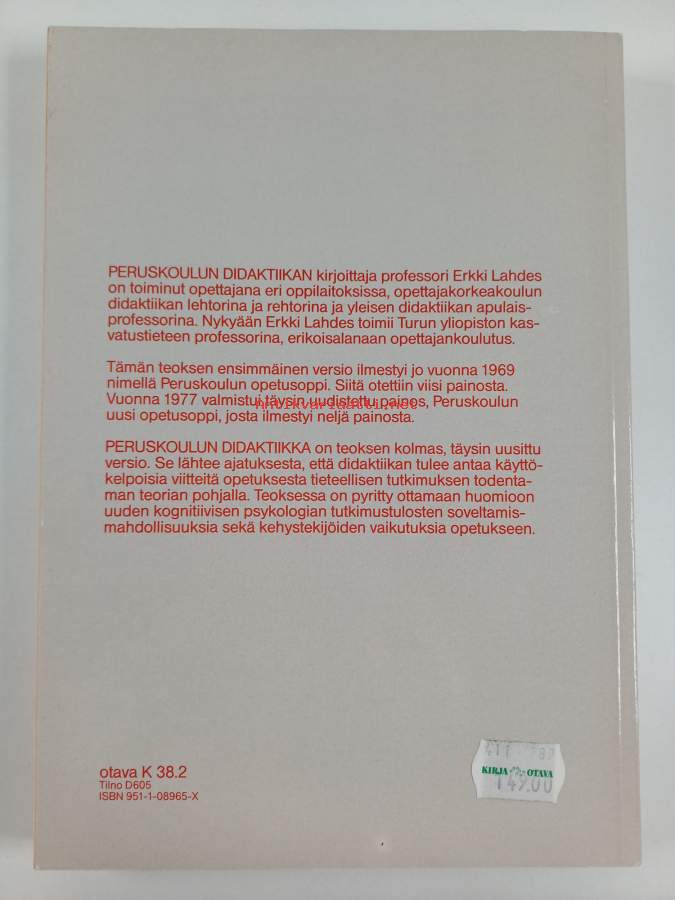 PERUSKOULUN DIDAKTIIKAN kirjoittaja professori Erkki Lahdes
on toiminut opettajana eri oppilaitoksissa, opettajakorkeakoulun
didaktiikan lehtorina ja rehtorina ja yleisen didaktiikan apulais-
professorina. Nykyään Erkki Lahdes toimii Turun yliopiston kas-
vatustieteen professorina, erikoisalanaan opettajankoulutus.
Tämän teoksen ensimmäinen versio ilmestyi jo vuonna 1969
nimellä Peruskoulun opetusoppi. Siitä otettiin viisi painosta.
Vuonna 1977 valmistui täysin uudistettu painos, Peruskoulun
antikvariaatti.net
uusi opetusoppi, josta ilmestyi neljä painosta.
PERUSKOULUN DIDAKTIIKKA on teoksen kolmas, täysin uusittu
versio. Se lähtee ajatuksesta, että didaktiikan tulee antaa käyttö-
kelpoisia viitteitä opetuksesta tieteellisen tutkimuksen todenta-
man teorian pohjalla. Teoksessa on pyritty ottamaan huomioon
uuden kognitiivisen psykologian tutkimustulosten soveltamis-
mahdollisuuksia sekä kehystekijöiden vaikutuksia opetukseen.
otava K 38.2
Tilno D605
ISBN 951-1-08965-X
KIRJA OTAVA
149.00